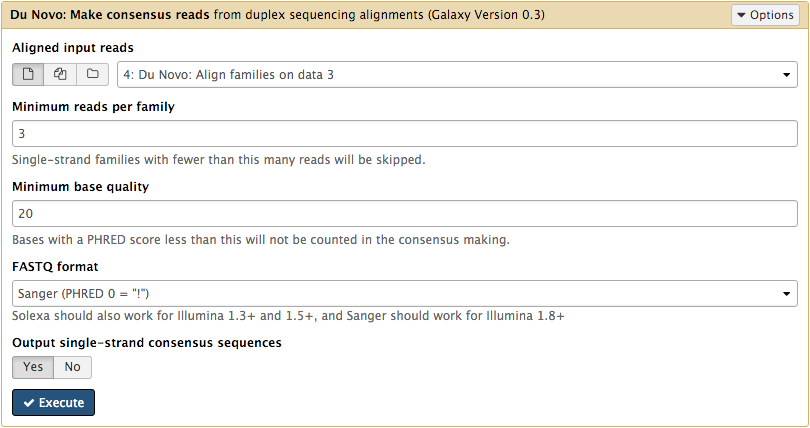 Du Novo: Make consensus reads from duplex sequencing alignments (Galaxy Version 0.3)
Options
Aligned input reads
4: Du Novo: Align families on data 3
Minimum reads per family
3
Single-strand families with fewer than this many reads will be skipped.
Minimum base quality
20
Bases with a PHRED score less than this will not be counted in the consensus making.
FASTQ format
Sanger (PHRED 0 = "!")
Solexa should also work for Illumina 1.3+ and 1.5+, and Sanger should work for Illumina 1.8+
Output single-strand consensus sequences
Yes No
Execute